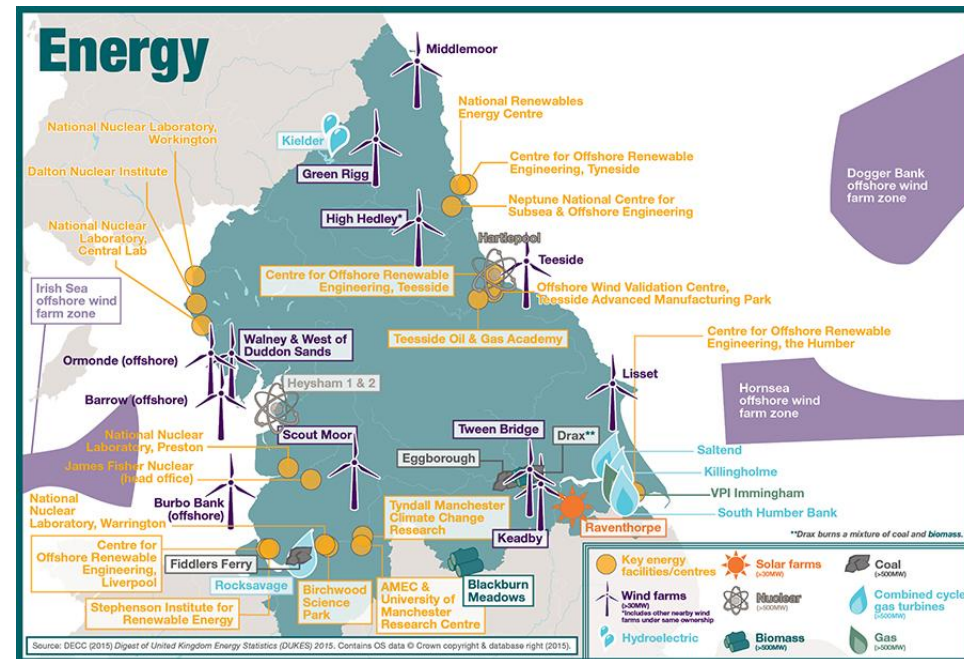 Energy
Middlemoor
National Nuclear Laboratory,
Workington
Dalton Nuclear Institute
National Nuclear
Laboratory,
Central Lab
Kielder
Green Rigg
National Renewables
Energy Centre
Centre for Offshore Renewable
Engineering, Tyneside
Neptune National Centre for
Subsea & Offshore Engineering
High Hedley*
Hartlepool
Teeside
Centre for Offshore Renewable
Engineering, Teesside
Offshore Wind Validation Centre,
Teesside Advanced Manufacturing Park
Teesside Oil & Gas Academy
Dogger Bank
offshore wind
farm zone
Irish Sea
offshore wind
farm zone
Ormonde (offshore)
Walney & West of
Duddon Sands
Barrow (offshore)
Heysham 1 & 2
Centre for Offshore Renewable
Engineering, the Humber
Lisset
Hornsea
offshore wind
farm zone
National Nuclear
Laboratory, Preston
James Fisher Nuclear
(head office)
Scout Moor
Tween Bridge
Drax**
Eggborough
Saltend
Killingholme
VPI Immingham
South Humber Bank
Burbo Bank
(offshore)
National
Nuclear
Laboratory, Warrington
Tyndall Manchester
Climate Change
Research
Keadby
Raventhorpe
Centre for
Offshore Renewable
Engineering,
Liverpool
Fiddlers Ferry
Rocksavage
Birchwood
Science
Park
AMEC &
University of
Manchester
Research Centre
Blackburn
Meadows
Stephenson Institute for
Renewable Energy
**Drax burns a mixture of coal and biomass.
Key energy
facilities/centres
Wind farms
(>30MW)
*Includes other nearby wind
farms under same ownership
Hydroelectric
Solar farms
(>30MW)
Nuclear
(>500MW)
Biomass
(>500MW)
Coal
(>500MW)
Combined cycle
gas turbines
(>500MW)
Gas
(>500MW)
Source: DECC (2015) Digest of United Kingdom Energy Statistics (DUKES) 2015. Contains OS data © Crown copyright & database right (2015).